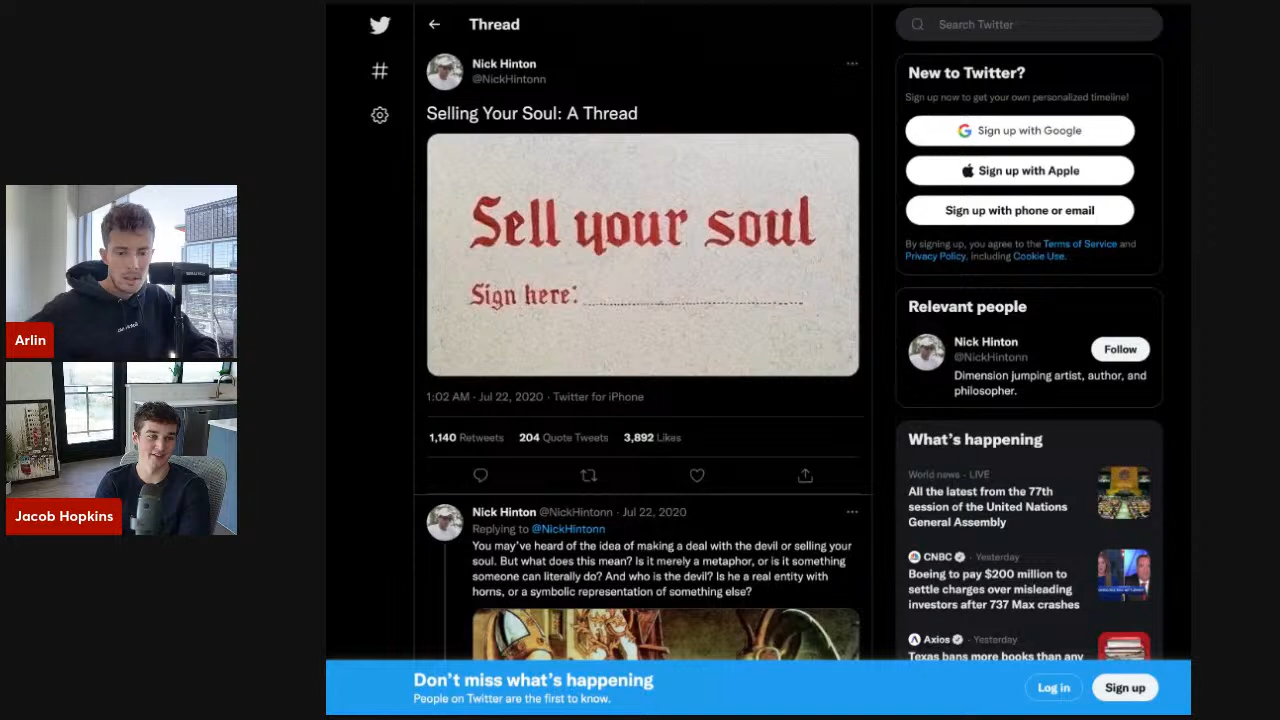 Arlin
Jacob Hopkins
Thread
Nick Hinton
@NickHintonn
Selling Your Soul: A Thread
Sell your soul
Sign here:
1:02 AM · Jul 22, 2020 · Twitter for iPhone
1,140 Retweets 204 Quote Tweets 3,892 Likes
Nick Hinton @NickHintonn · Jul 22, 2020
Replying to @NickHintonn
You may've heard of the idea of making a deal with the devil or selling your
soul. But what does this mean? Is it merely a metaphor, or is it something
someone can literally do? And who is the devil? Is he a real entity with
horns, or a symbolic representation of something else?
Search Twitter
New to Twitter?
Sign up now to get your own personalized timeline!
Sign up with Google
Sign up with Apple
Sign up with phone or email
By signing up, you agree to the Terms of Service and
Privacy Policy, including Cookie Use.
Relevant people
Nick Hinton
@NickHintonn
Follow
Dimension jumping artist, author, and
philosopher.
What's happening
World news · LIVE
All the latest from the 77th
session of the United Nations
General Assembly
CNBC · Yesterday
Boeing to pay $200 million to
settle charges over misleading
investors after 737 Max crashes
Axios · Yesterday
Texas bans more books than any
Don't miss what's happening
People on Twitter are the first to know.
Log in
Sign up